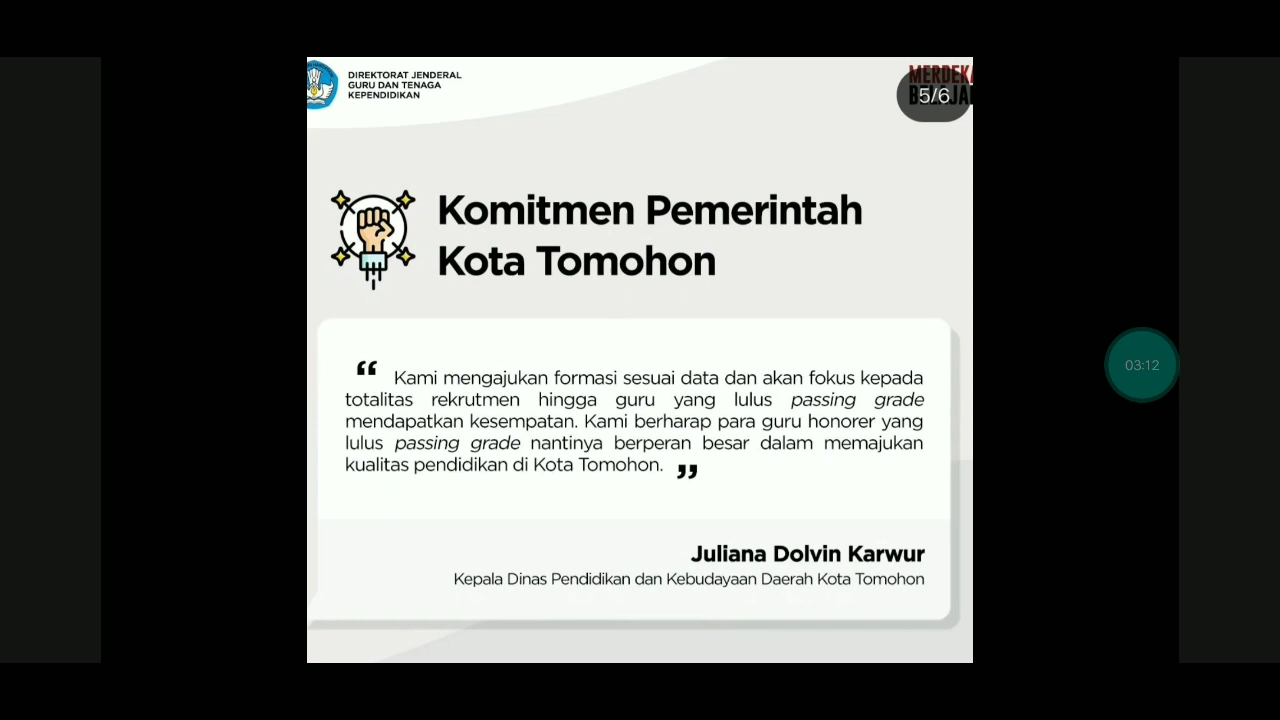 DIREKTORAT JENDERAL
GURU DAN TENAGA
KEPENDIDIKAN
MERDEKA
5/6
Komitmen Pemerintah
Kota Tomohon
“ Kami mengajukan formasi sesuai data dan akan fokus kepada
totalitas rekrutmen hingga guru yang lulus passing grade
mendapatkan kesempatan. Kami berharap para guru honorer yang
lulus passing grade nantinya berperan besar dalam memajukan
kualitas pendidikan di Kota Tomohon. ”
Juliana Dolvin Karwur
Kepala Dinas Pendidikan dan Kebudayaan Daerah Kota Tomohon
03:12